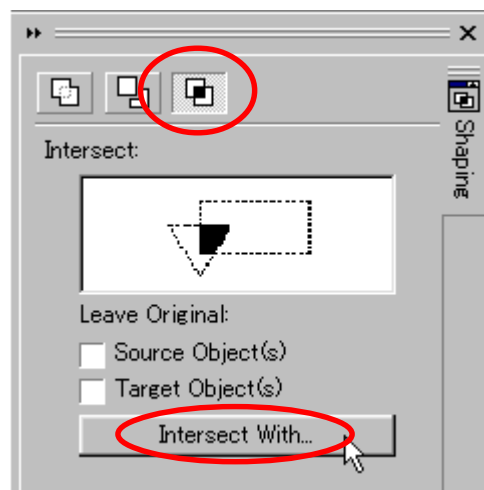 Intersect:
Leave Original:
Source Object(s)
Target Object(s)
Intersect With...
Shaping